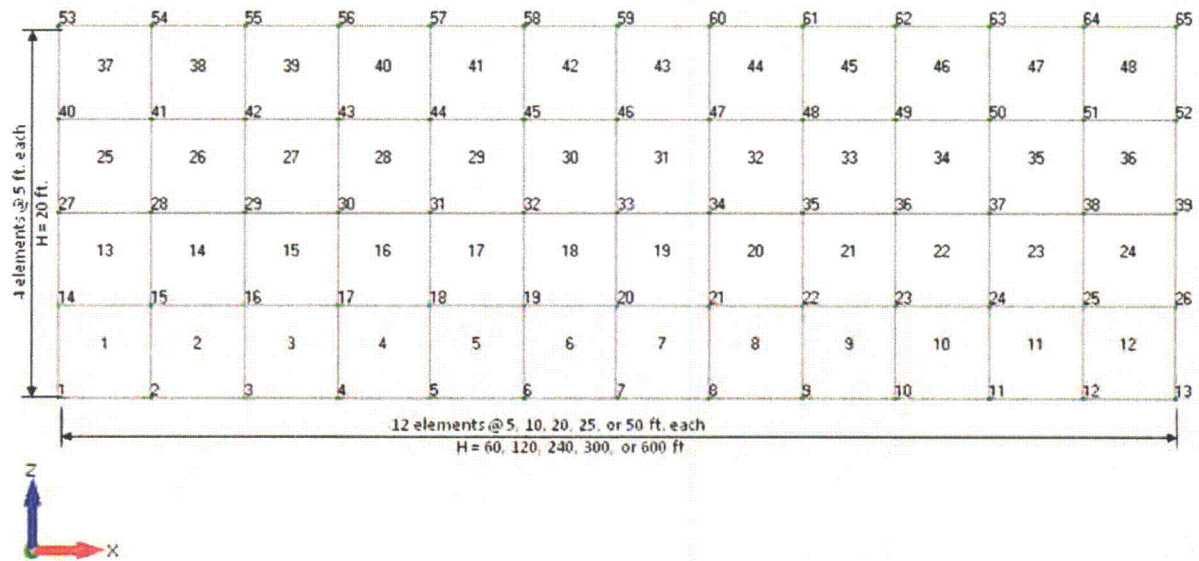 53 54 55 56 57 58 59 60 61 62 63 64 65
37 38 39 40 41 42 43 44 45 46 47 48
40 41 42 43 44 45 46 47 48 49 50 51 52
25 26 27 28 29 30 31 32 33 34 35 36
27 28 29 30 31 32 33 34 35 36 37 38 39
13 14 15 16 17 18 19 20 21 22 23 24
14 15 16 17 18 19 20 21 22 23 24 25 26
1 2 3 4 5 6 7 8 9 10 11 12
1 2 3 4 5 6 7 8 9 10 11 12 13
4 elements @ 5 ft. each
H = 20 ft.
12 elements @ 5, 10, 20, 25, or 50 ft. each
H = 60, 120, 240, 300, or 600 ft
Z
X